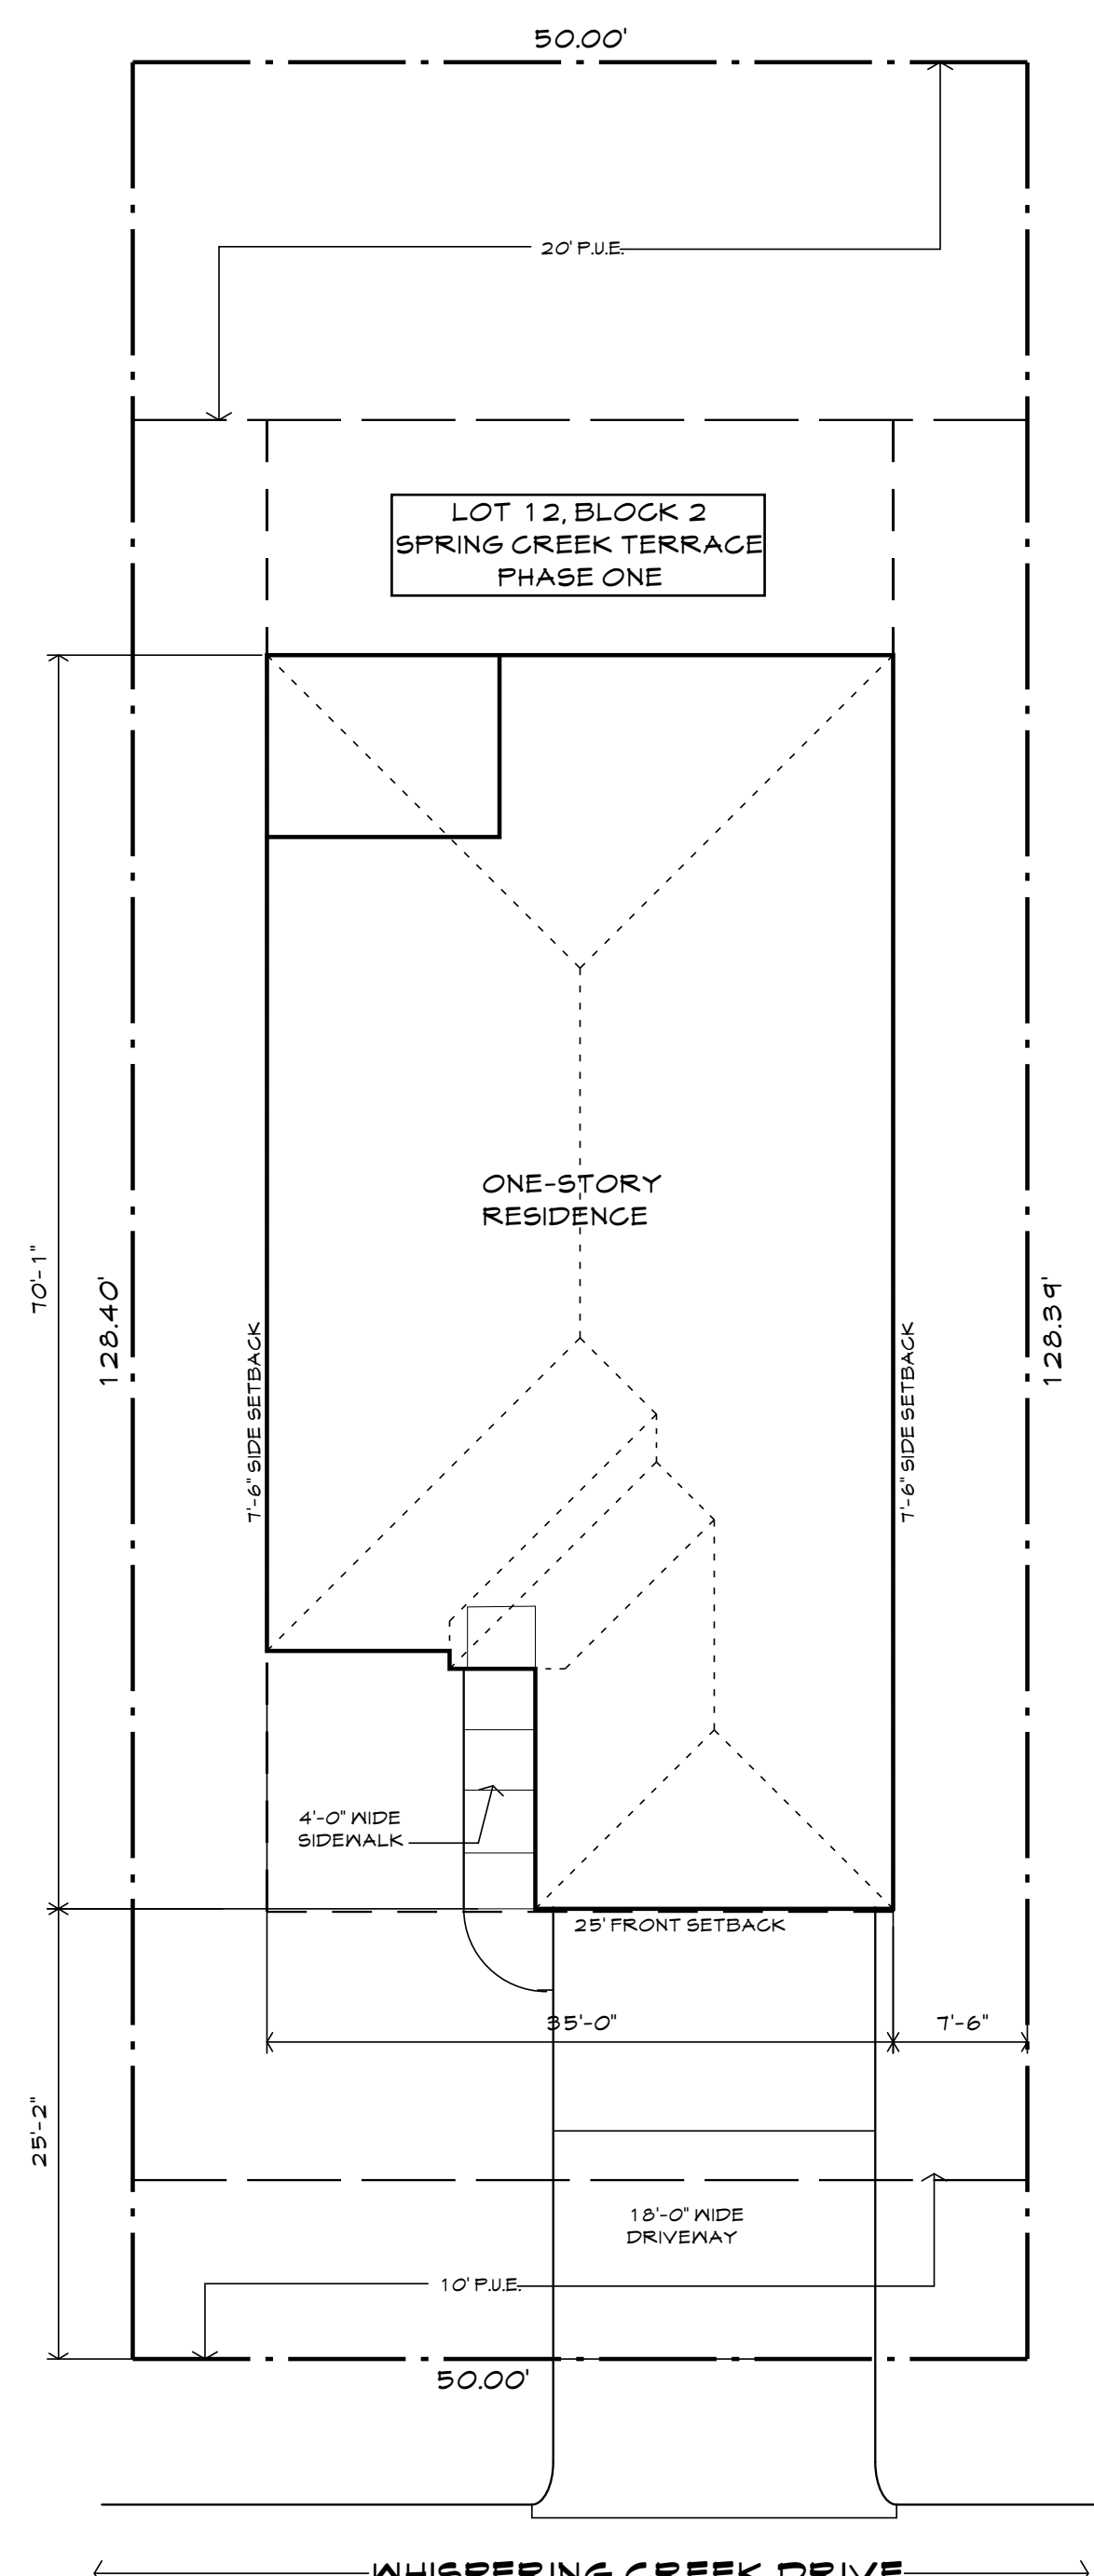 50.00'
20' P.U.E.
LOT 12, BLOCK 2
SPRING CREEK TERRACE
PHASE ONE
ONE-STORY
RESIDENCE
70'-1"
128.40'
128.39'
7'-6" SIDE SETBACK
7'-6" SIDE SETBACK
4'-0" WIDE
SIDEWALK
25' FRONT SETBACK
35'-0"
7'-6"
25'-2"
18'-0" WIDE
DRIVEWAY
10' P.U.E.
50.00'
WHISPERING CREEK DRIVE